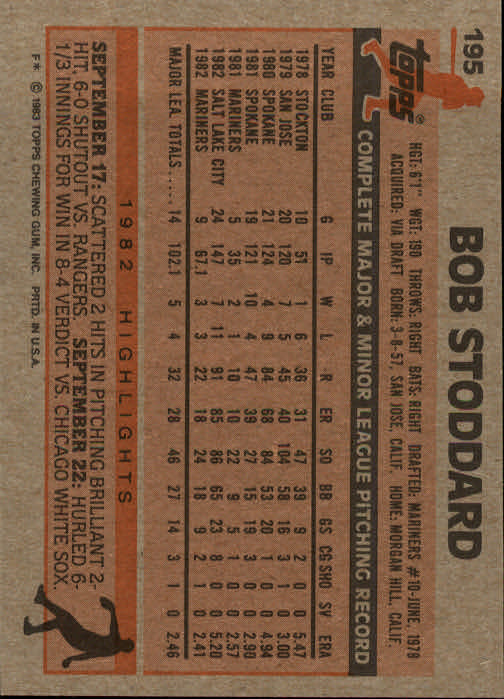 195
BOB STODDARD
TOPPS®
HGT: 6'1" WGT: 190 THROWS: RIGHT BATS: RIGHT DRAFTED: MARINERS #10-JUNE, 1978
ACQUIRED: VIA DRAFT BORN: 3-8-57, SAN JOSE, CALIF. HOME: MORGAN HILL, CALIF.
COMPLETE MAJOR & MINOR LEAGUE PITCHING RECORD
YEAR CLUB G IP W L R ER SO BB GS CG SHO SV ERA
1978 STOCKTON 10 51 1 6 36 31 47 39 9 2 0 0 5.47
1979 SAN JOSE 20 120 7 5 45 40 104 58 16 3 1 0 3.00
1980 SPOKANE 21 124 4 9 84 68 84 53 20 1 0 0 4.94
1981 SPOKANE 19 121 10 4 47 39 27 15 19 3 0 0 2.90
1981 MARINERS 5 35 2 1 10 10 22 9 5 1 0 0 2.57
1982 SALT LAKE CITY 24 147 7 11 91 85 86 65 23 8 0 0 5.20
1982 MARINERS 9 67.1 3 3 22 18 24 18 9 2 1 0 2.41
MAJOR LEA. TOTALS..... 14 102.1 5 4 32 28 46 27 14 3 1 0 2.46
1982 HIGHLIGHTS
SEPTEMBER 17: SCATTERED 2 HITS IN PITCHING BRILLIANT 2-
HIT, 6-0 SHUTOUT VS. RANGERS. SEPTEMBER 22: HURLED 6-
1/3 INNINGS FOR WIN IN 8-4 VERDICT VS. CHICAGO WHITE SOX.
F* © 1983 TOPPS CHEWING GUM, INC. PRTD. IN U.S.A.